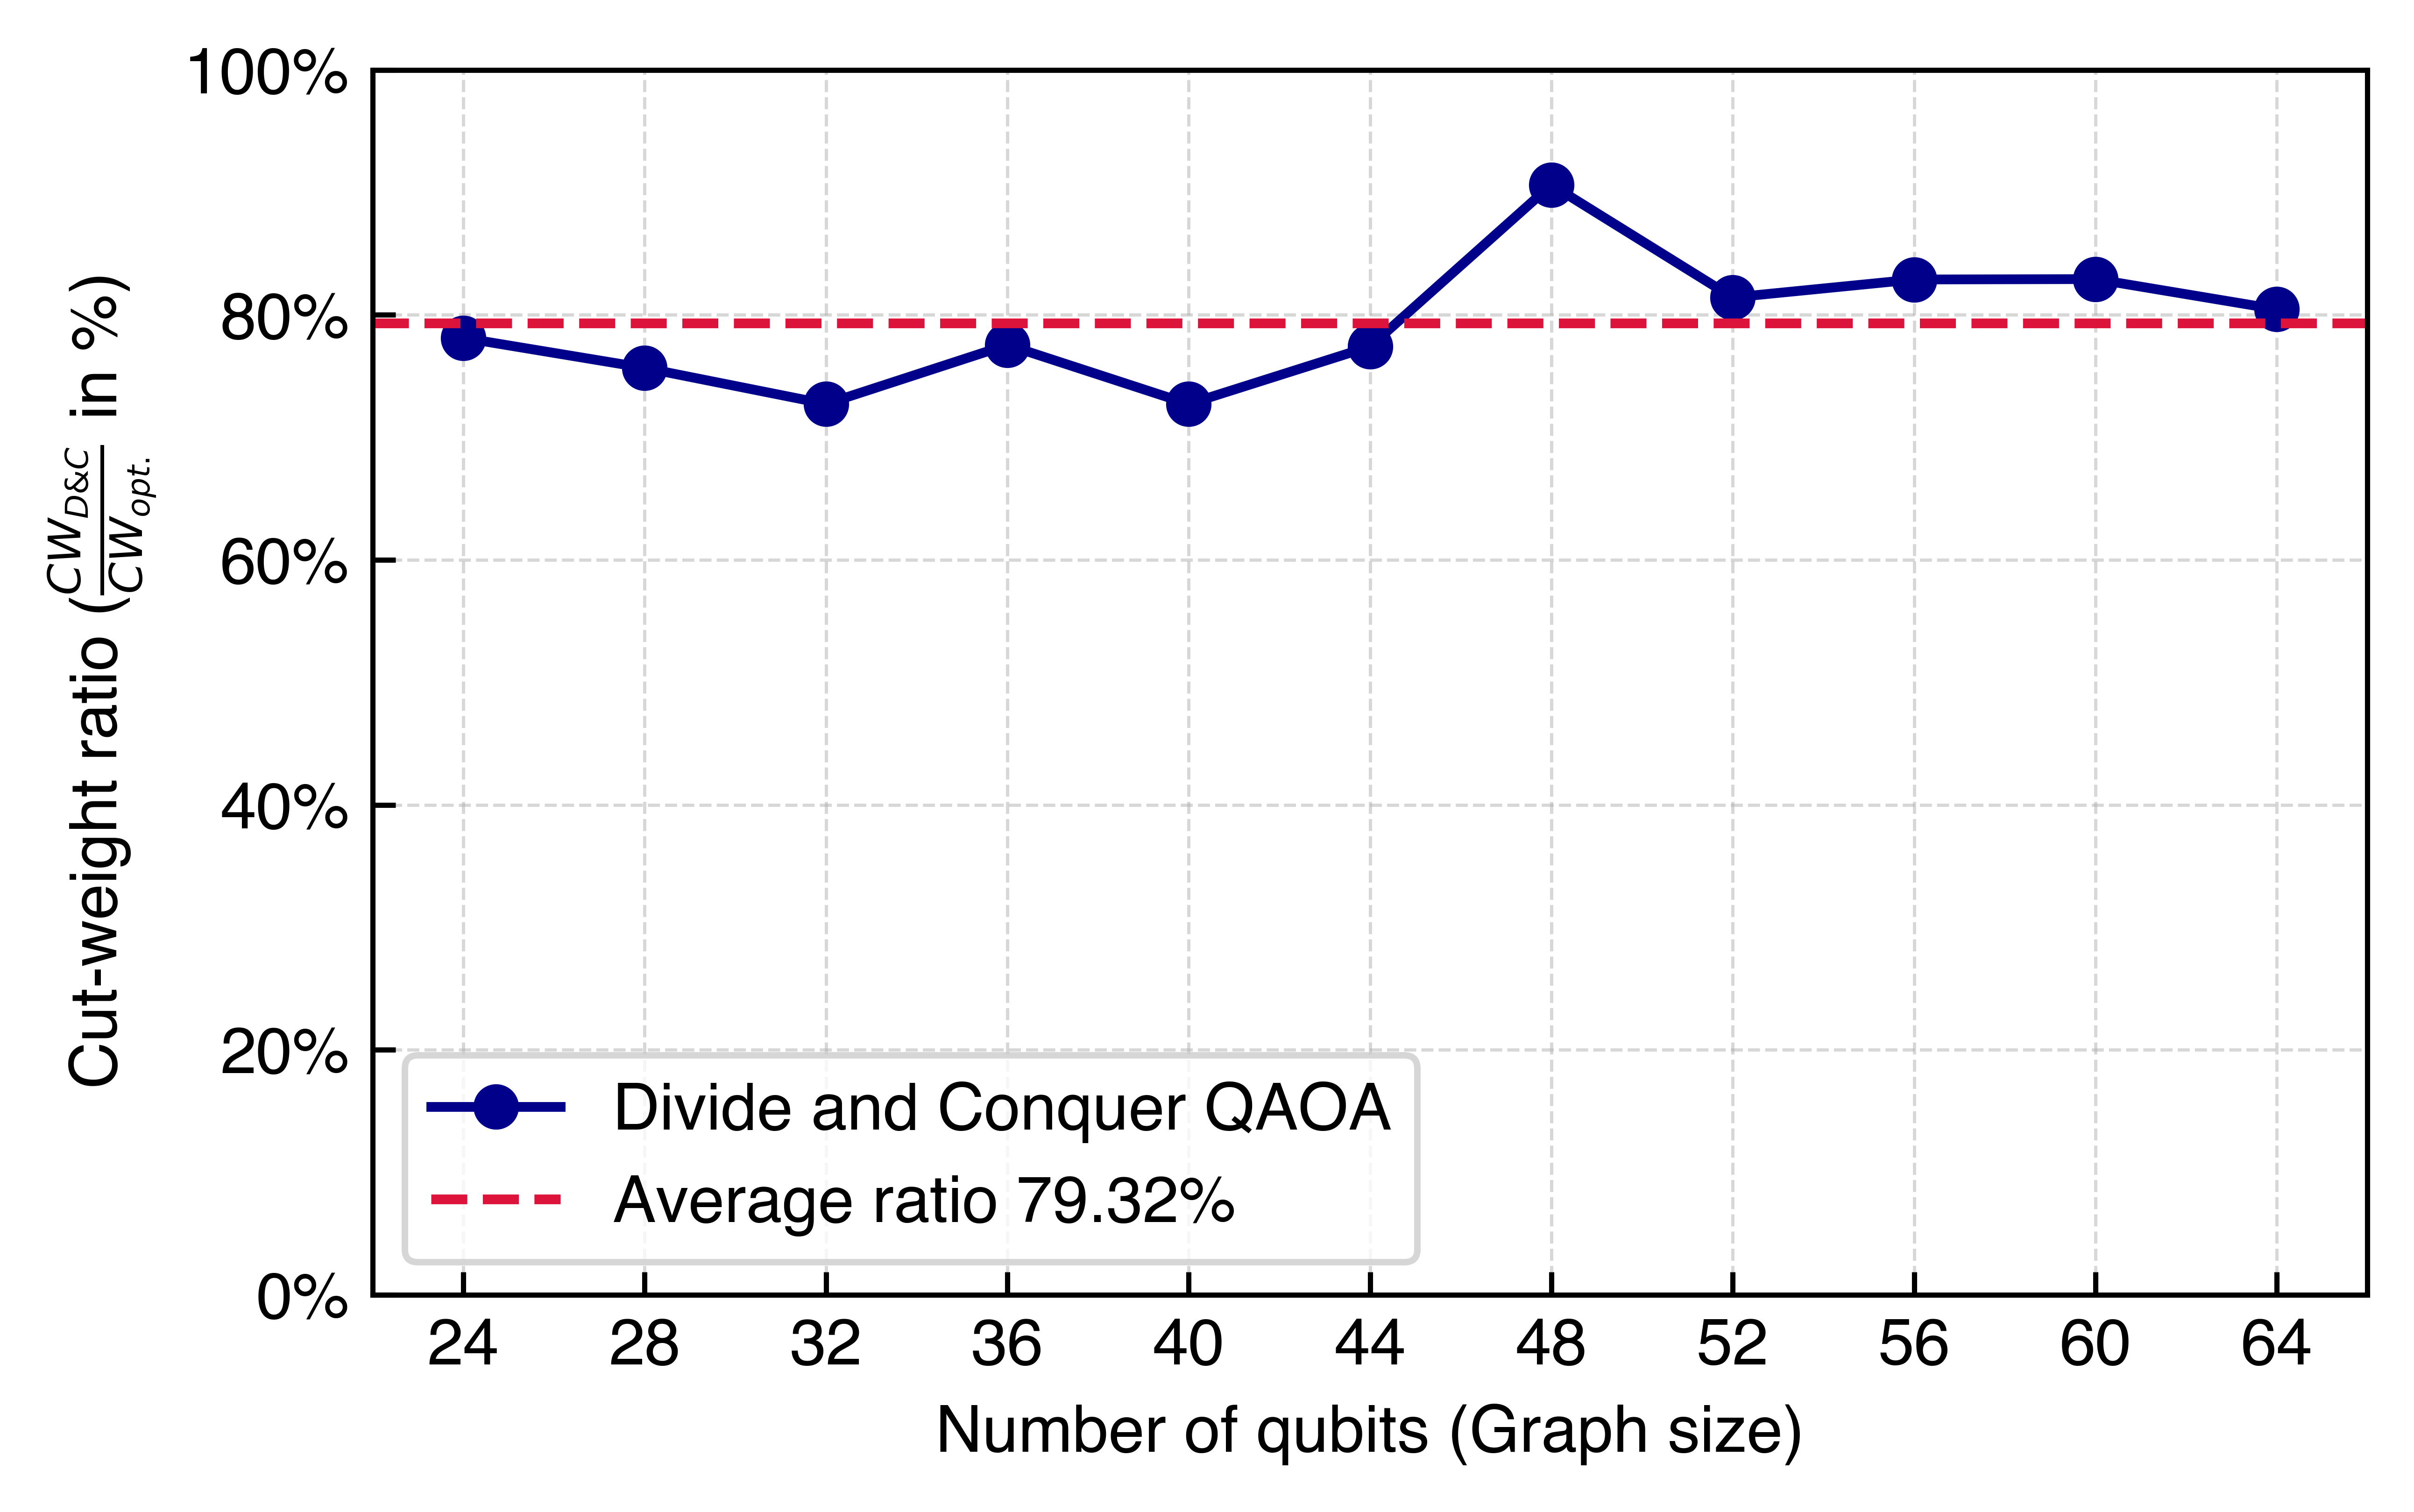 100%
80%
60%
40%
20%
0%
Cut-weight ratio (CW_D&C / CW_opt. in %)
Divide and Conquer QAOA
Average ratio 79.32%
24 28 32 36 40 44 48 52 56 60 64
Number of qubits (Graph size)